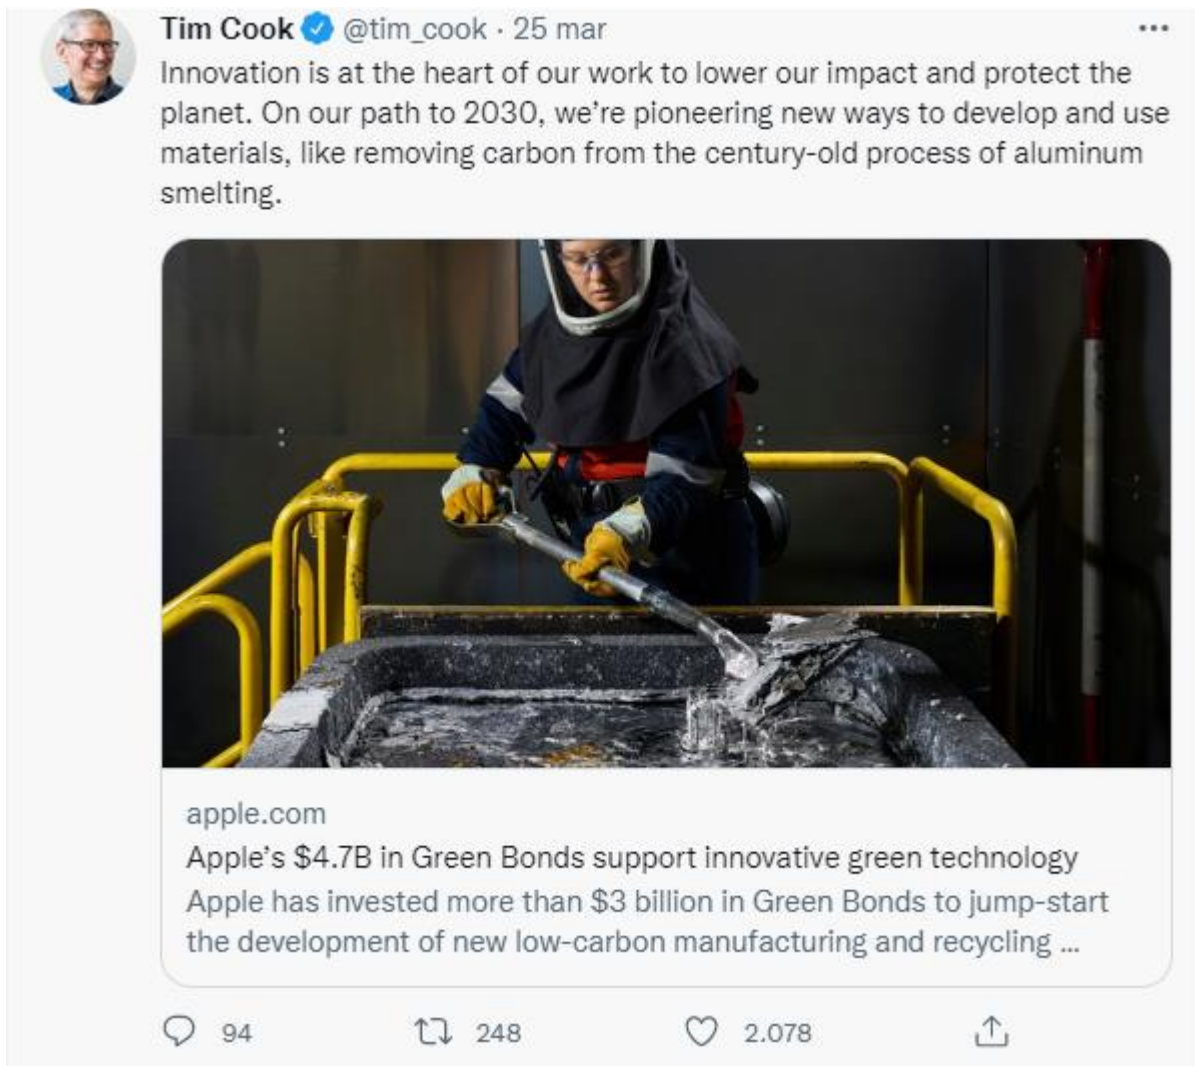 Tim Cook @tim_cook · 25 mar
Innovation is at the heart of our work to lower our impact and protect the
planet. On our path to 2030, we’re pioneering new ways to develop and use
materials, like removing carbon from the century-old process of aluminum
smelting.
apple.com
Apple’s $4.7B in Green Bonds support innovative green technology
Apple has invested more than $3 billion in Green Bonds to jump-start
the development of new low-carbon manufacturing and recycling ...
94 248 2.078